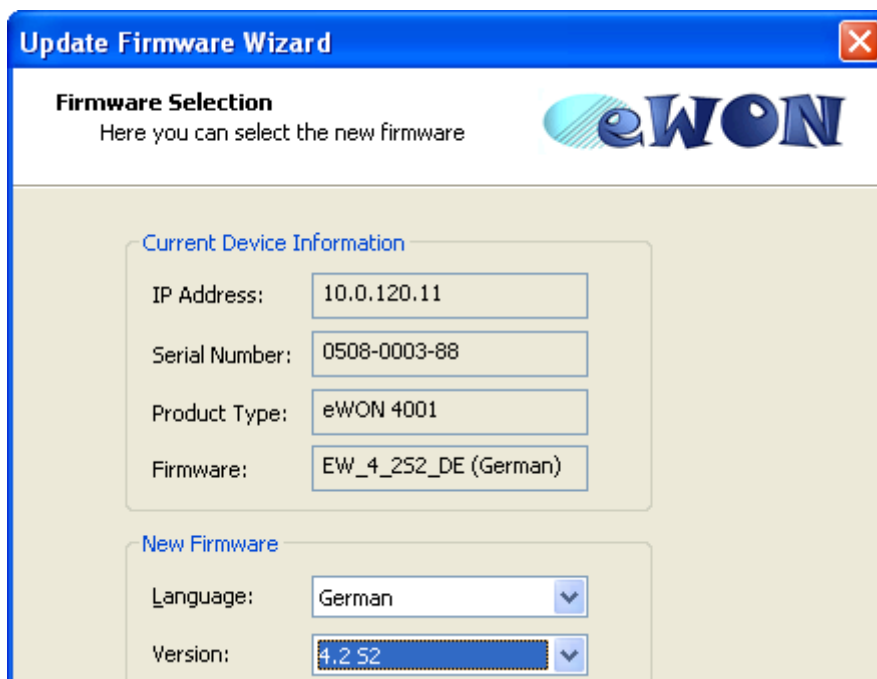 Update Firmware Wizard
Firmware Selection
Here you can select the new firmware
eWON
Current Device Information
IP Address: 10.0.120.11
Serial Number: 0508-0003-88
Product Type: eWON 4001
Firmware: EW_4_2S2_DE (German)
New Firmware
Language: German
Version: 4.2 S2